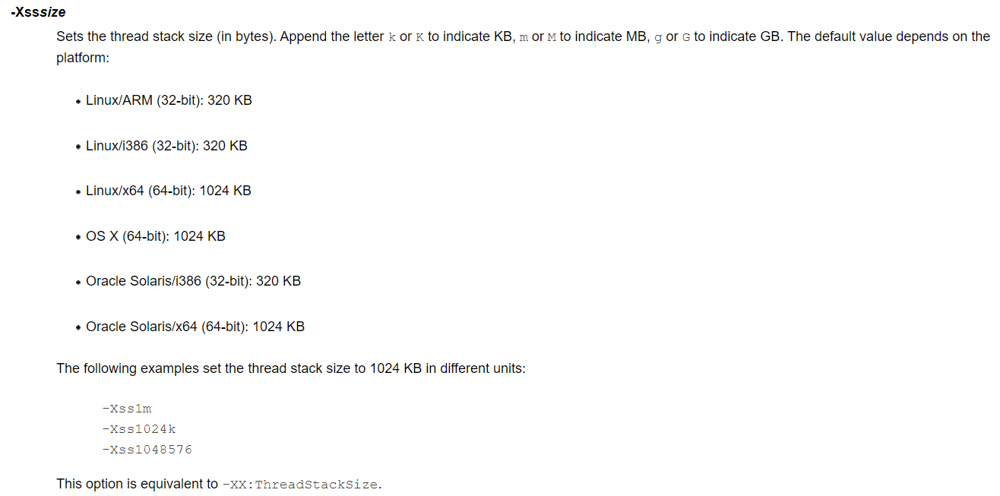 -Xsssize
Sets the thread stack size (in bytes). Append the letter k or K to indicate KB, m or M to indicate MB, g or G to indicate GB. The default value depends on the
platform:
• Linux/ARM (32-bit): 320 KB
• Linux/i386 (32-bit): 320 KB
• Linux/x64 (64-bit): 1024 KB
• OS X (64-bit): 1024 KB
• Oracle Solaris/i386 (32-bit): 320 KB
• Oracle Solaris/x64 (64-bit): 1024 KB
The following examples set the thread stack size to 1024 KB in different units:
-Xss1m
-Xss1024k
-Xss1048576
This option is equivalent to -XX:ThreadStackSize.